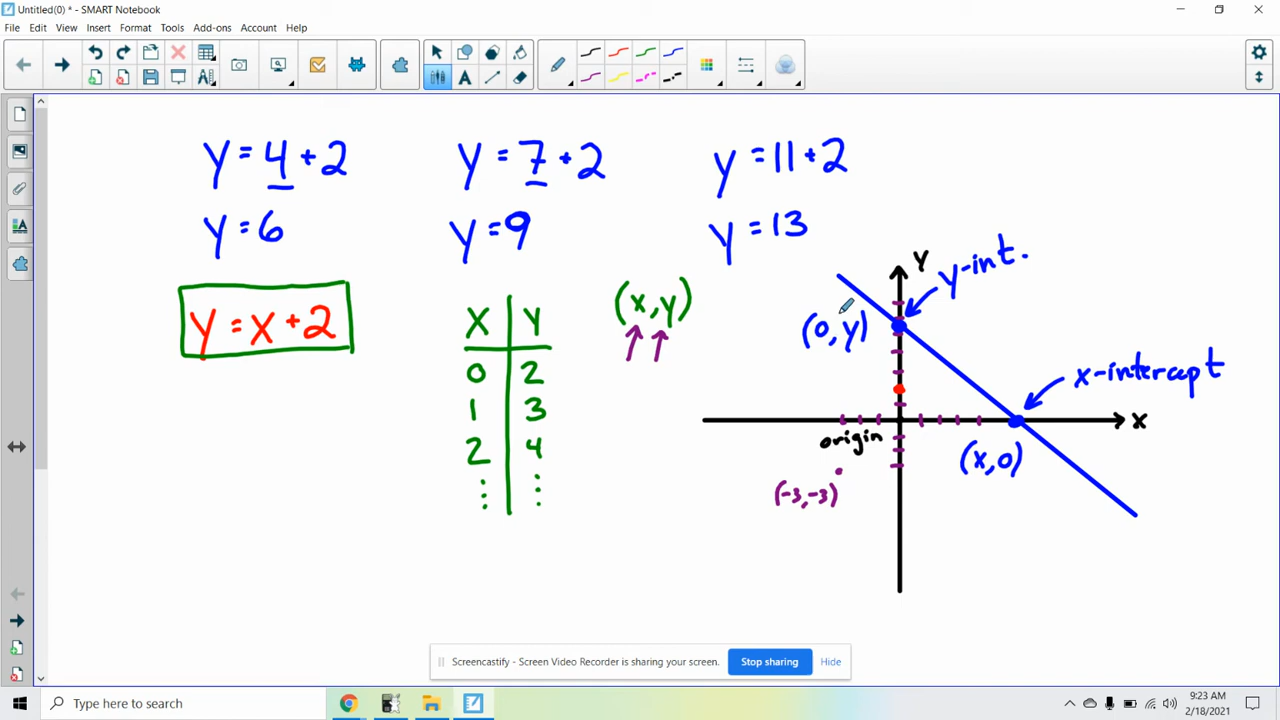 Untitled(0) * - SMART Notebook
File Edit View Insert Format Tools Add-ons Account Help
y = 4 + 2
y = 7 + 2
y = 11 + 2
y = 6
y = 9
y = 13
y = x + 2
X Y
0 2
1 3
2 4
⋮ ⋮
(x, y)
Y
y-int.
(0, y)
x-intercept
X
origin
(x, 0)
(-3, -3)
Screencastify - Screen Video Recorder is sharing your screen. Stop sharing Hide
Type here to search
9:23 AM
2/18/2021